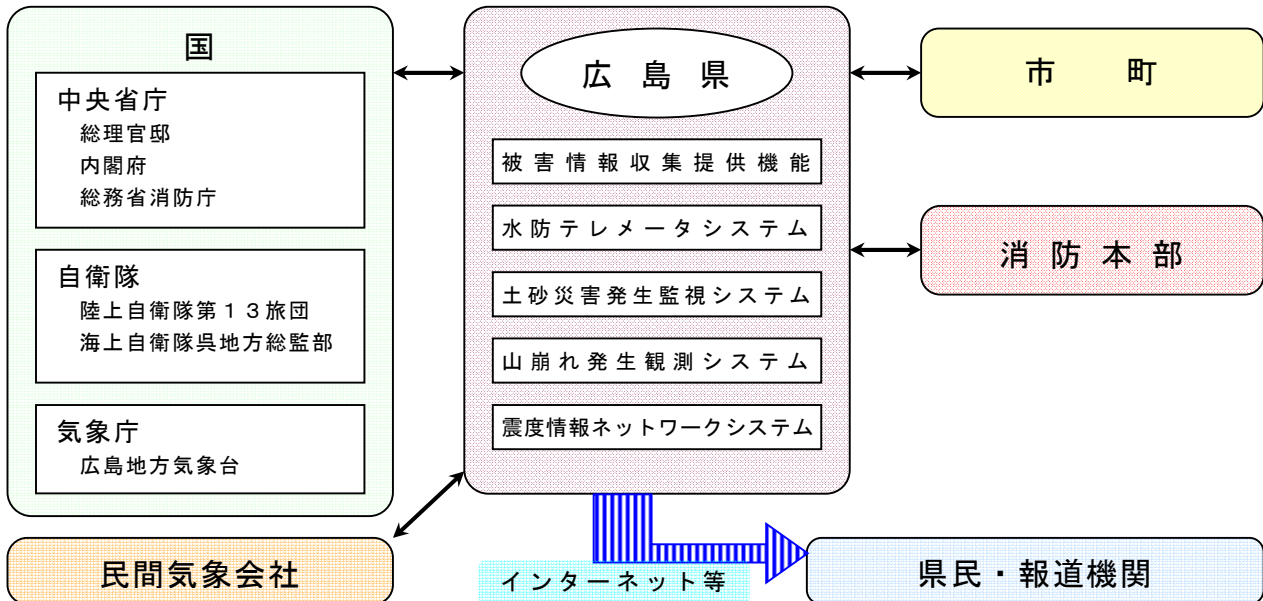 国
中央省庁
総理官邸
内閣府
総務省消防庁
自衛隊
陸上自衛隊第１３旅団
海上自衛隊呉地方総監部
気象庁
広島地方気象台
民間気象会社
広島県
被害情報収集提供機能
水防テレメータシステム
土砂災害発生監視システム
山崩れ発生観測システム
震度情報ネットワークシステム
インターネット等
市町
消防本部
県民・報道機関